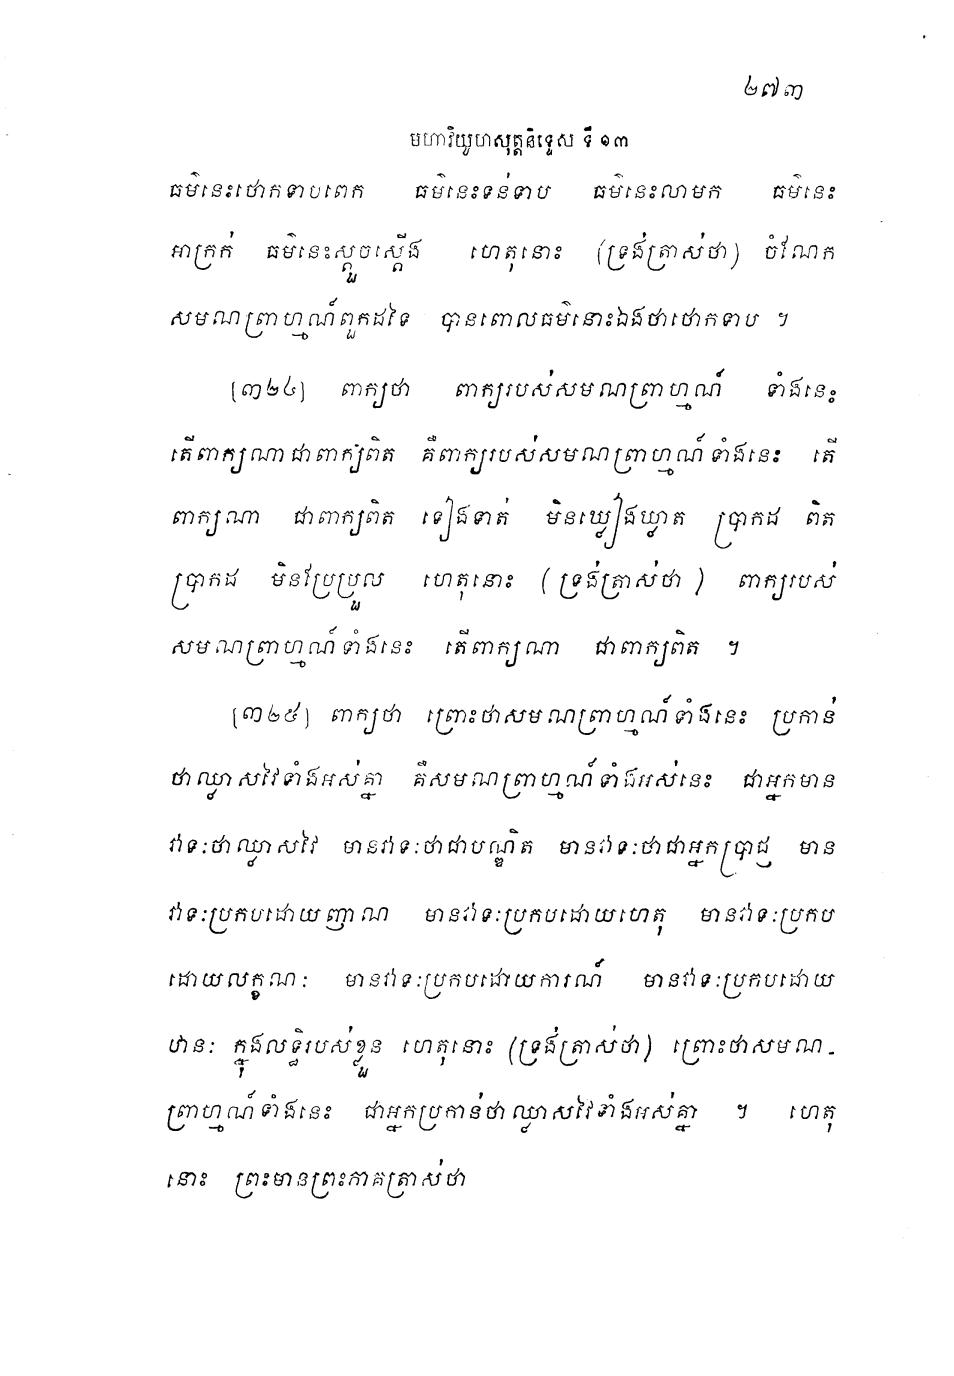 ២៧៣
មហាវិយូហសុត្តនិទ្ទេស ទី ១៣
ធម៌នេះថោកទាបពេក ធម៌នេះទន់ទាប ធម៌នេះលាមក ធម៌នេះ
អាក្រក់ ធម៌នេះស្តួចស្តើង ហេតុនោះ (ទ្រង់ត្រាស់ថា) ចំណែក
សមណព្រាហ្មណ៍ពួកដទៃ បានពោលធម៌នោះឯងថាថោកទាប ។
[៣២៤] ពាក្យថា ពាក្យរបស់សមណព្រាហ្មណ៍ ទាំងនេះ
តើពាក្យណាជាពាក្យពិត គឺពាក្យរបស់សមណព្រាហ្មណ៍ទាំងនេះ តើ
ពាក្យណា ជាពាក្យពិត ទៀងទាត់ មិនឃ្លៀងឃ្លាត ប្រាកដ ពិត
ប្រាកដ មិនប្រែប្រួល ហេតុនោះ (ទ្រង់ត្រាស់ថា) ពាក្យរបស់
សមណព្រាហ្មណ៍ទាំងនេះ តើពាក្យណា ជាពាក្យពិត ។
[៣២៥] ពាក្យថា ព្រោះថាសមណព្រាហ្មណ៍ទាំងនេះ ប្រកាន់
ថាឈ្លាសវៃទាំងអស់គ្នា គឺសមណព្រាហ្មណ៍ទាំងអស់នេះ ជាអ្នកមាន
វាទៈថាឈ្លាសវៃ មានវាទៈថាជាបណ្ឌិត មានវាទៈថាជាអ្នកប្រាជ្ញ មាន
វាទៈប្រកបដោយញាណ មានវាទៈប្រកបដោយហេតុ មានវាទៈប្រកប
ដោយលក្ខណៈ មានវាទៈប្រកបដោយការណ៍ មានវាទៈប្រកបដោយ
ឋានៈ ក្នុងលទ្ធិរបស់ខ្លួន ហេតុនោះ (ទ្រង់ត្រាស់ថា) ព្រោះថាសមណ-
ព្រាហ្មណ៍ទាំងនេះ ជាអ្នកប្រកាន់ថាឈ្លាសវៃទាំងអស់គ្នា ។ ហេតុ
នោះ ព្រះមានព្រះភាគត្រាស់ថា